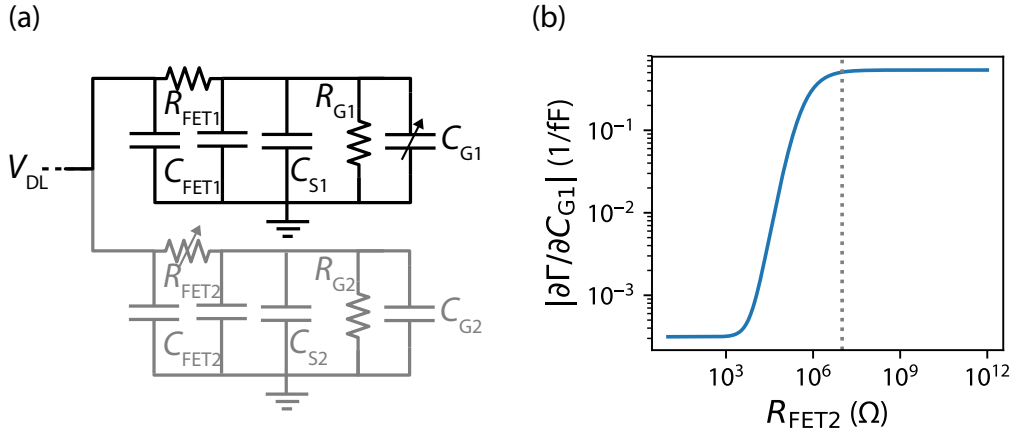 (a)
(b)
R_FET1
R_G1
C_G1
V_DL
C_FET1
C_S1
R_FET2
R_G2
C_G2
C_FET2
C_S2
|∂Γ/∂C_G1| (1/fF)
10^−1
10^−2
10^−3
10^3 10^6 10^9 10^12
R_FET2 (Ω)